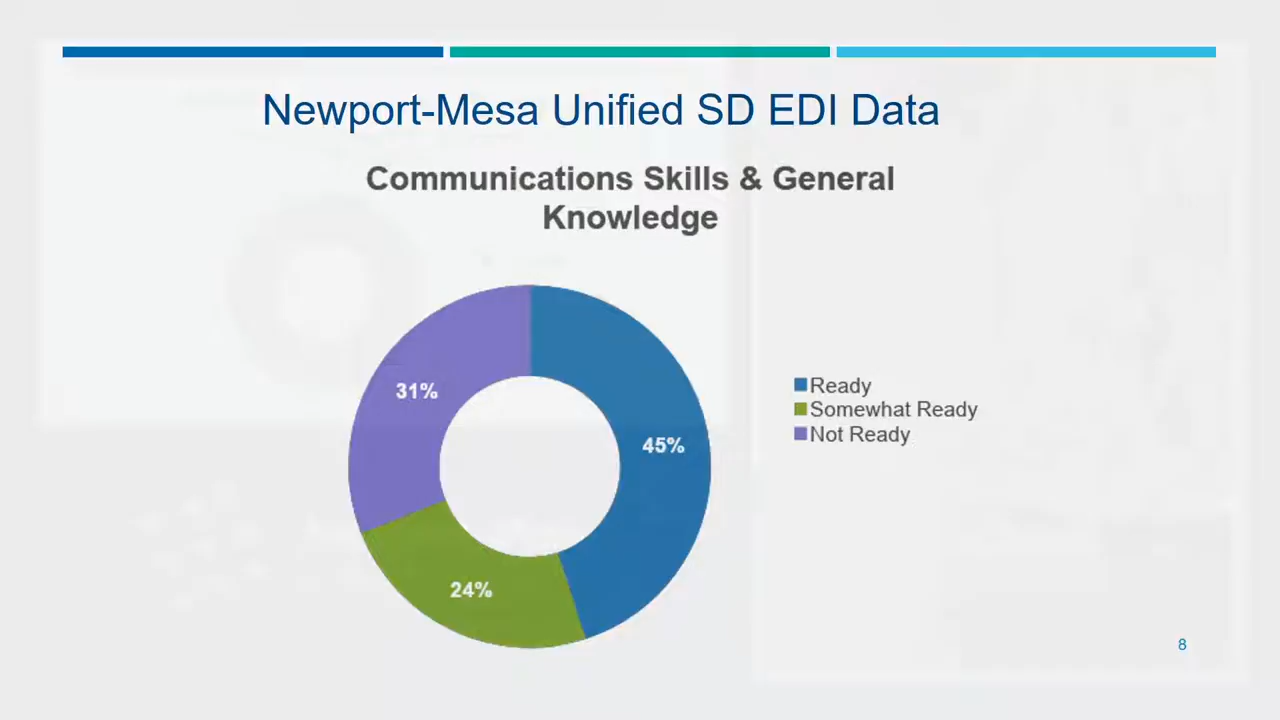 Newport-Mesa Unified SD EDI Data
Communications Skills & General
Knowledge
31%
45%
24%
Ready
Somewhat Ready
Not Ready
8